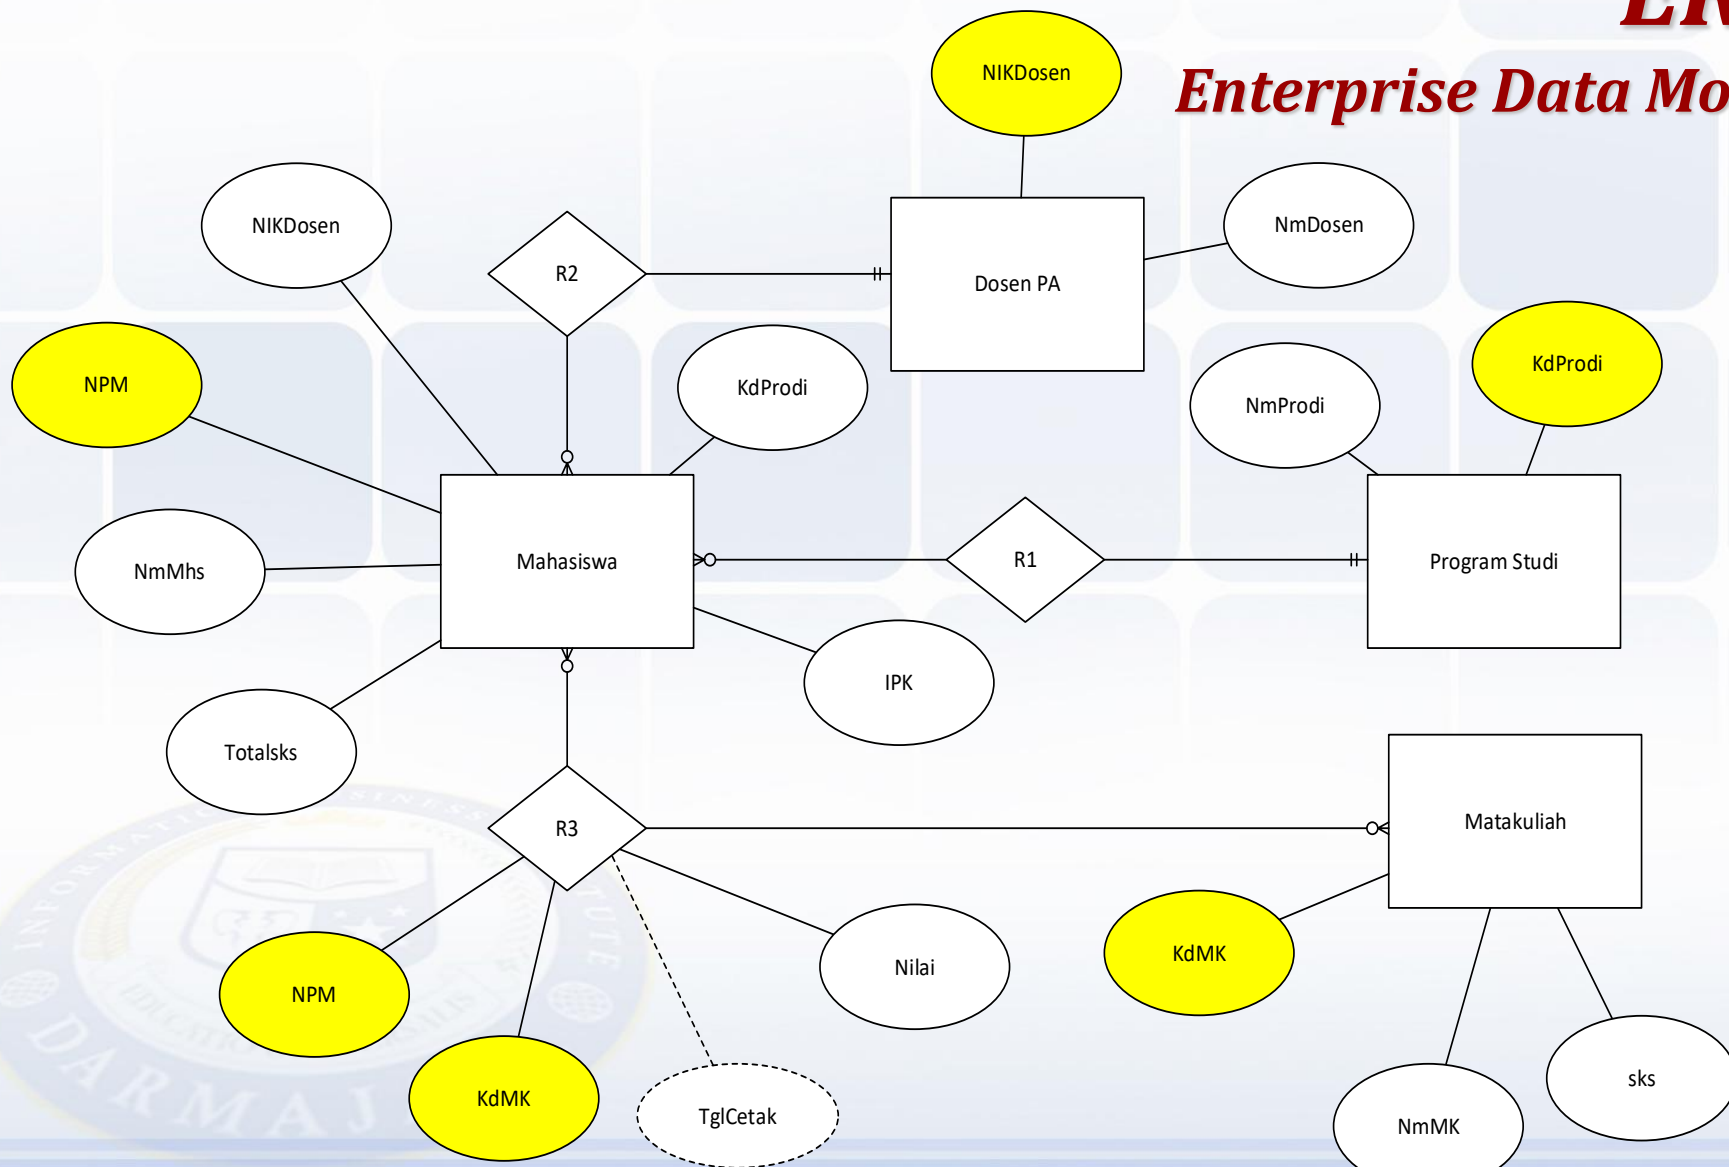 Enterprise Data Mo
NIKDosen
NIKDosen
NmDosen
R2
Dosen PA
NPM
KdProdi
KdProdi
NmProdi
NmMhs
Mahasiswa
R1
Program Studi
IPK
Totalsks
R3
Matakuliah
NPM
Nilai
KdMK
KdMK
TglCetak
NmMK
sks
DARMAJ